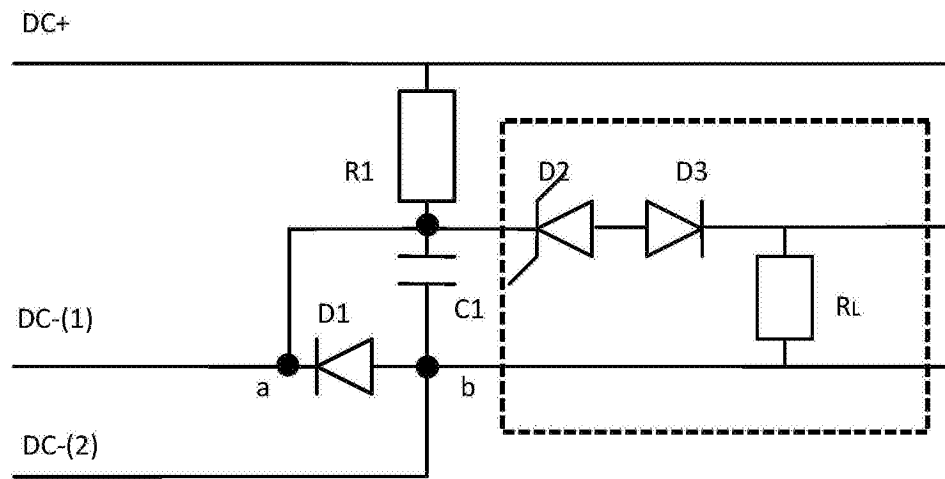 DC+
R1
D2 D3
C1
RL
DC-(1)
D1
a
b
DC-(2)